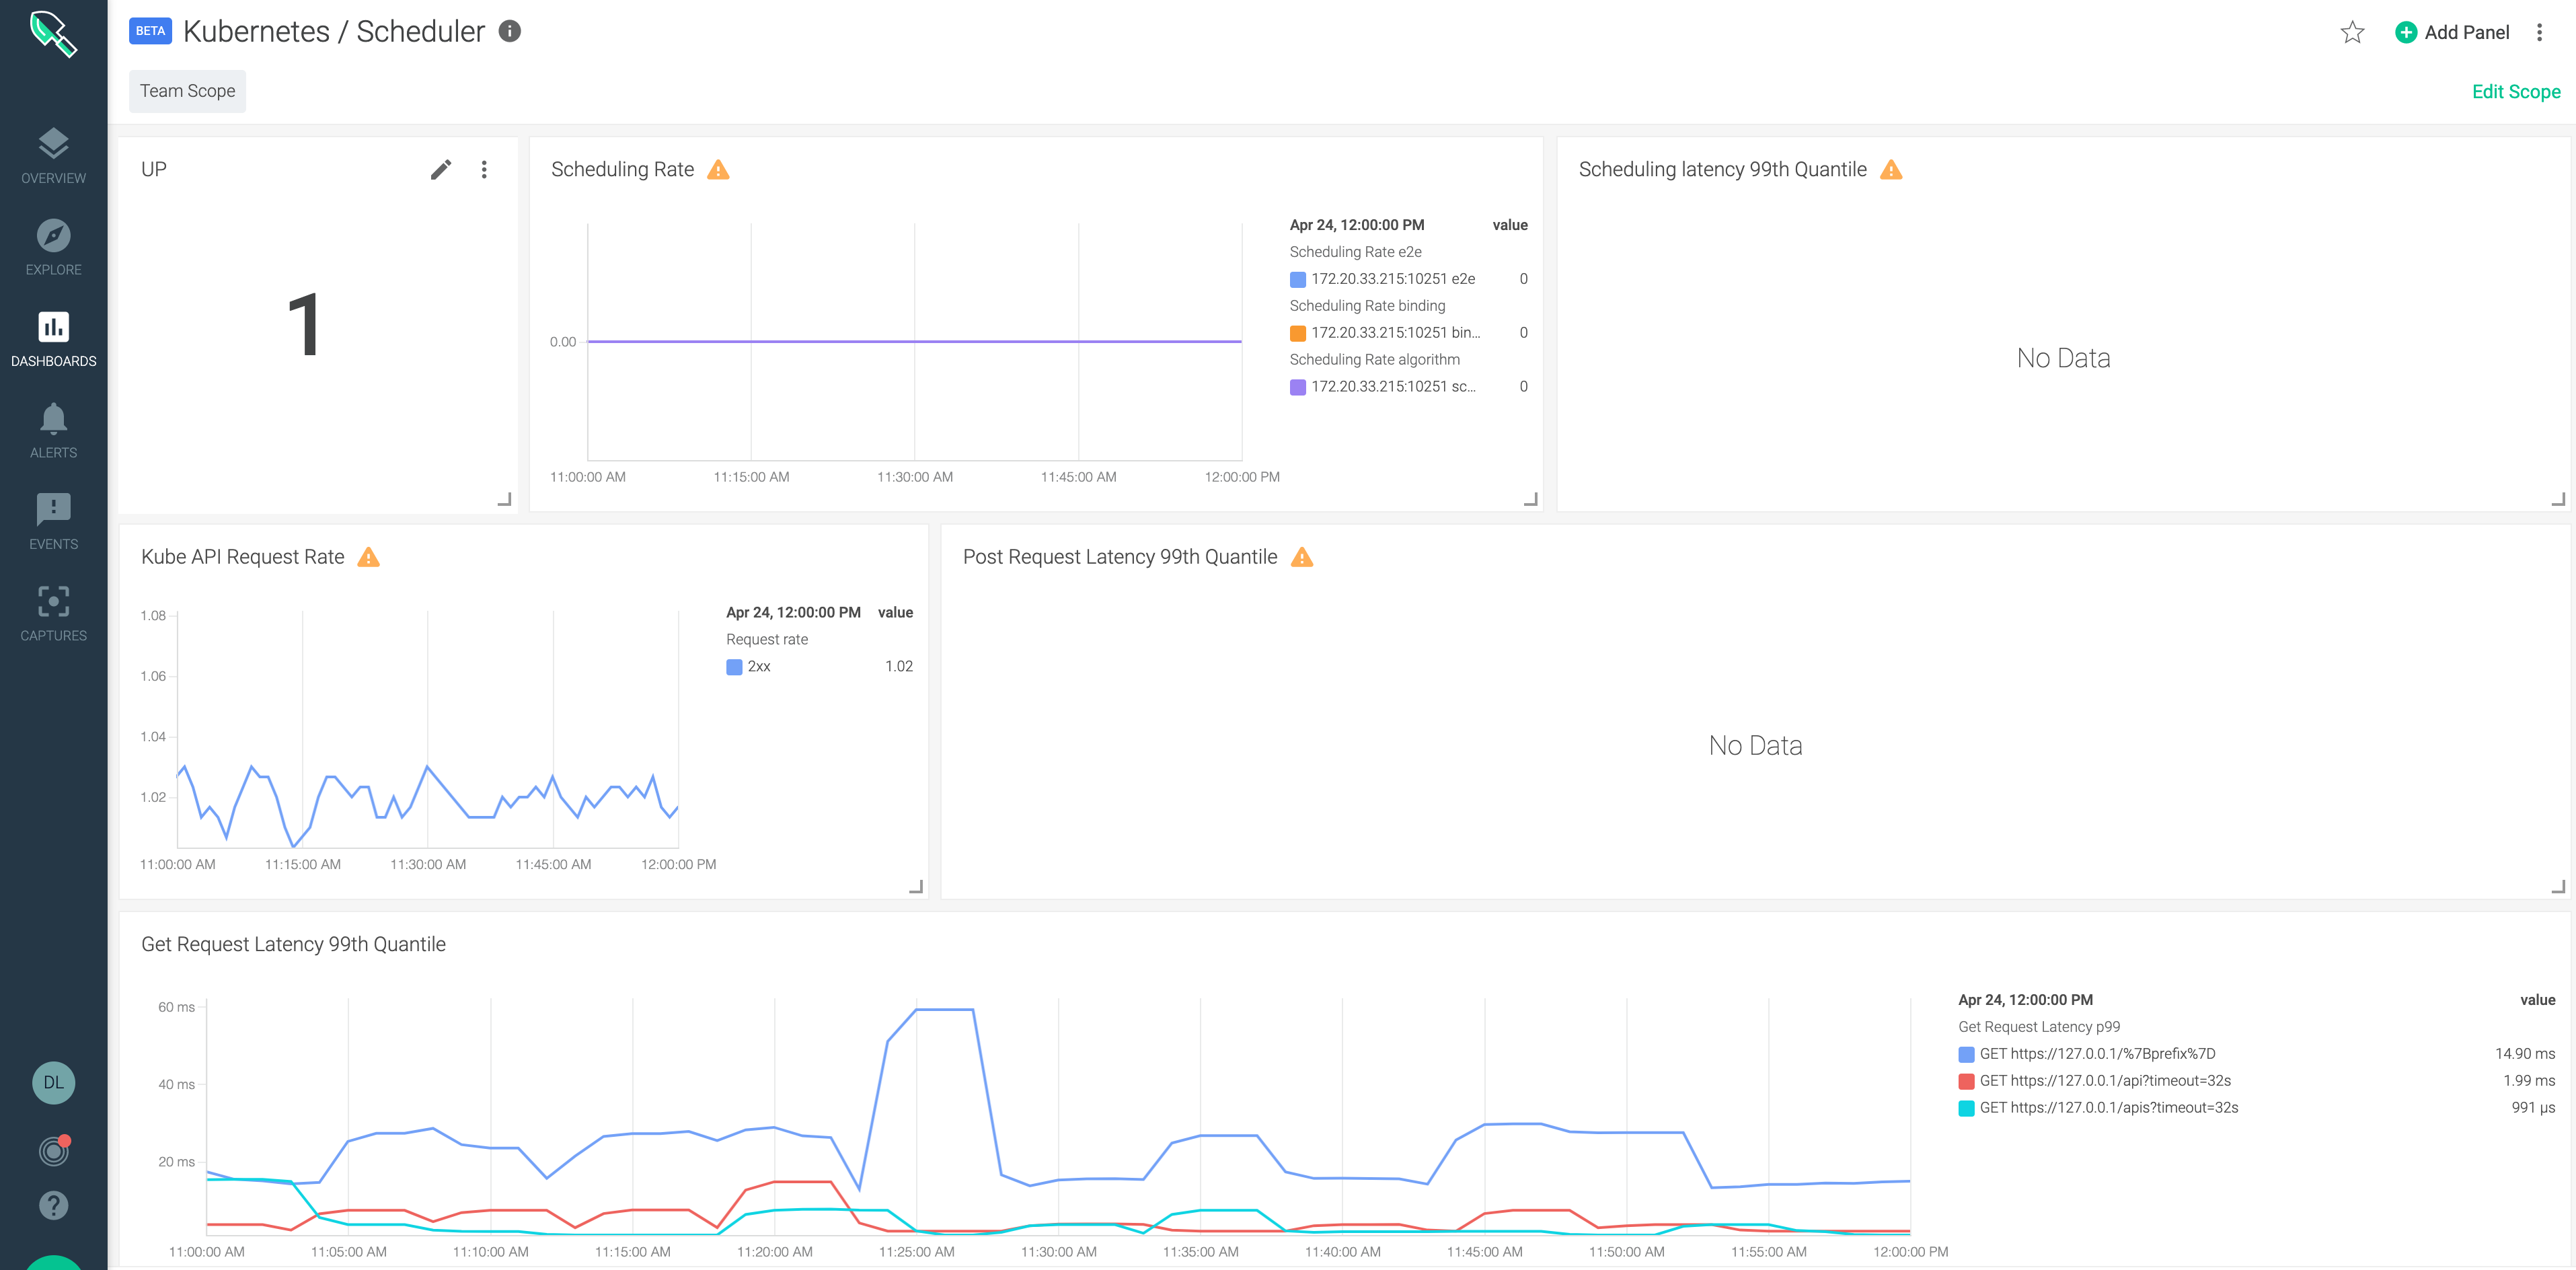 BETA Kubernetes / Scheduler
Add Panel
Team Scope
Edit Scope
OVERVIEW
EXPLORE
DASHBOARDS
ALERTS
EVENTS
CAPTURES
DL
UP
1
Scheduling Rate
0.00
11:00:00 AM 11:15:00 AM 11:30:00 AM 11:45:00 AM 12:00:00 PM
Apr 24, 12:00:00 PM value
Scheduling Rate e2e
172.20.33.215:10251 e2e 0
Scheduling Rate binding
172.20.33.215:10251 bin... 0
Scheduling Rate algorithm
172.20.33.215:10251 sc... 0
Scheduling latency 99th Quantile
No Data
Kube API Request Rate
1.08
1.06
1.04
1.02
11:00:00 AM 11:15:00 AM 11:30:00 AM 11:45:00 AM 12:00:00 PM
Apr 24, 12:00:00 PM value
Request rate
2xx 1.02
Post Request Latency 99th Quantile
No Data
Get Request Latency 99th Quantile
60 ms
40 ms
20 ms
11:00:00 AM 11:05:00 AM 11:10:00 AM 11:15:00 AM 11:20:00 AM 11:25:00 AM 11:30:00 AM 11:35:00 AM 11:40:00 AM 11:45:00 AM 11:50:00 AM 11:55:00 AM 12:00:00 PM
Apr 24, 12:00:00 PM value
Get Request Latency p99
GET https://127.0.0.1/%7Bprefix%7D 14.90 ms
GET https://127.0.0.1/api?timeout=32s 1.99 ms
GET https://127.0.0.1/apis?timeout=32s 991 µs